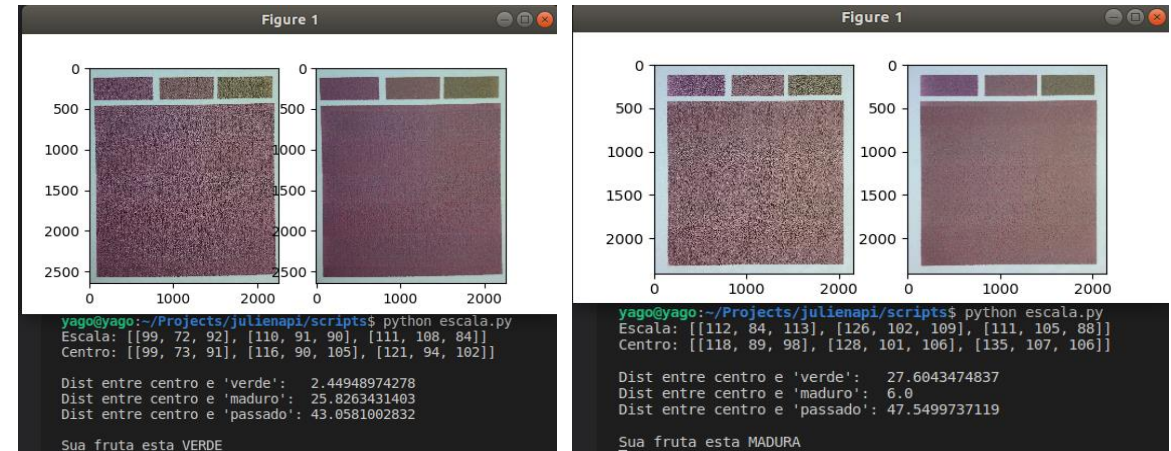 Figure 1
0
500
1000
1500
2000
2500
0
1000
2000
0
500
1000
1500
2000
2500
0
1000
2000
yago@yago:~/Projects/julienapi/scripts$ python escala.py
Escala: [[99, 72, 92], [110, 91, 90], [111, 108, 84]]
Centro: [[99, 73, 91], [116, 90, 105], [121, 94, 102]]
Dist entre centro e 'verde': 2.44948974278
Dist entre centro e 'maduro': 25.8263431403
Dist entre centro e 'passado': 43.0581002832
Sua fruta esta VERDE
Figure 1
0
500
1000
1500
2000
0
1000
2000
0
500
1000
1500
2000
0
1000
2000
yago@yago:~/Projects/julienapi/scripts$ python escala.py
Escala: [[112, 84, 113], [126, 102, 109], [111, 105, 88]]
Centro: [[118, 89, 98], [128, 101, 106], [135, 107, 106]]
Dist entre centro e 'verde': 27.6043474837
Dist entre centro e 'maduro': 6.0
Dist entre centro e 'passado': 47.5499737119
Sua fruta esta MADURA